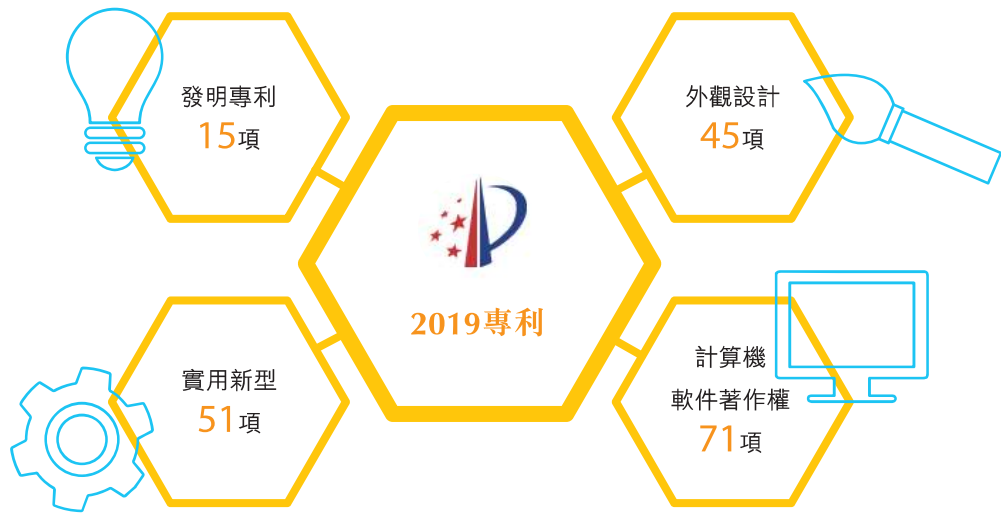 發明專利
15項
外觀設計
45項
2019專利
實用新型
51項
計算機
軟件著作權
71項